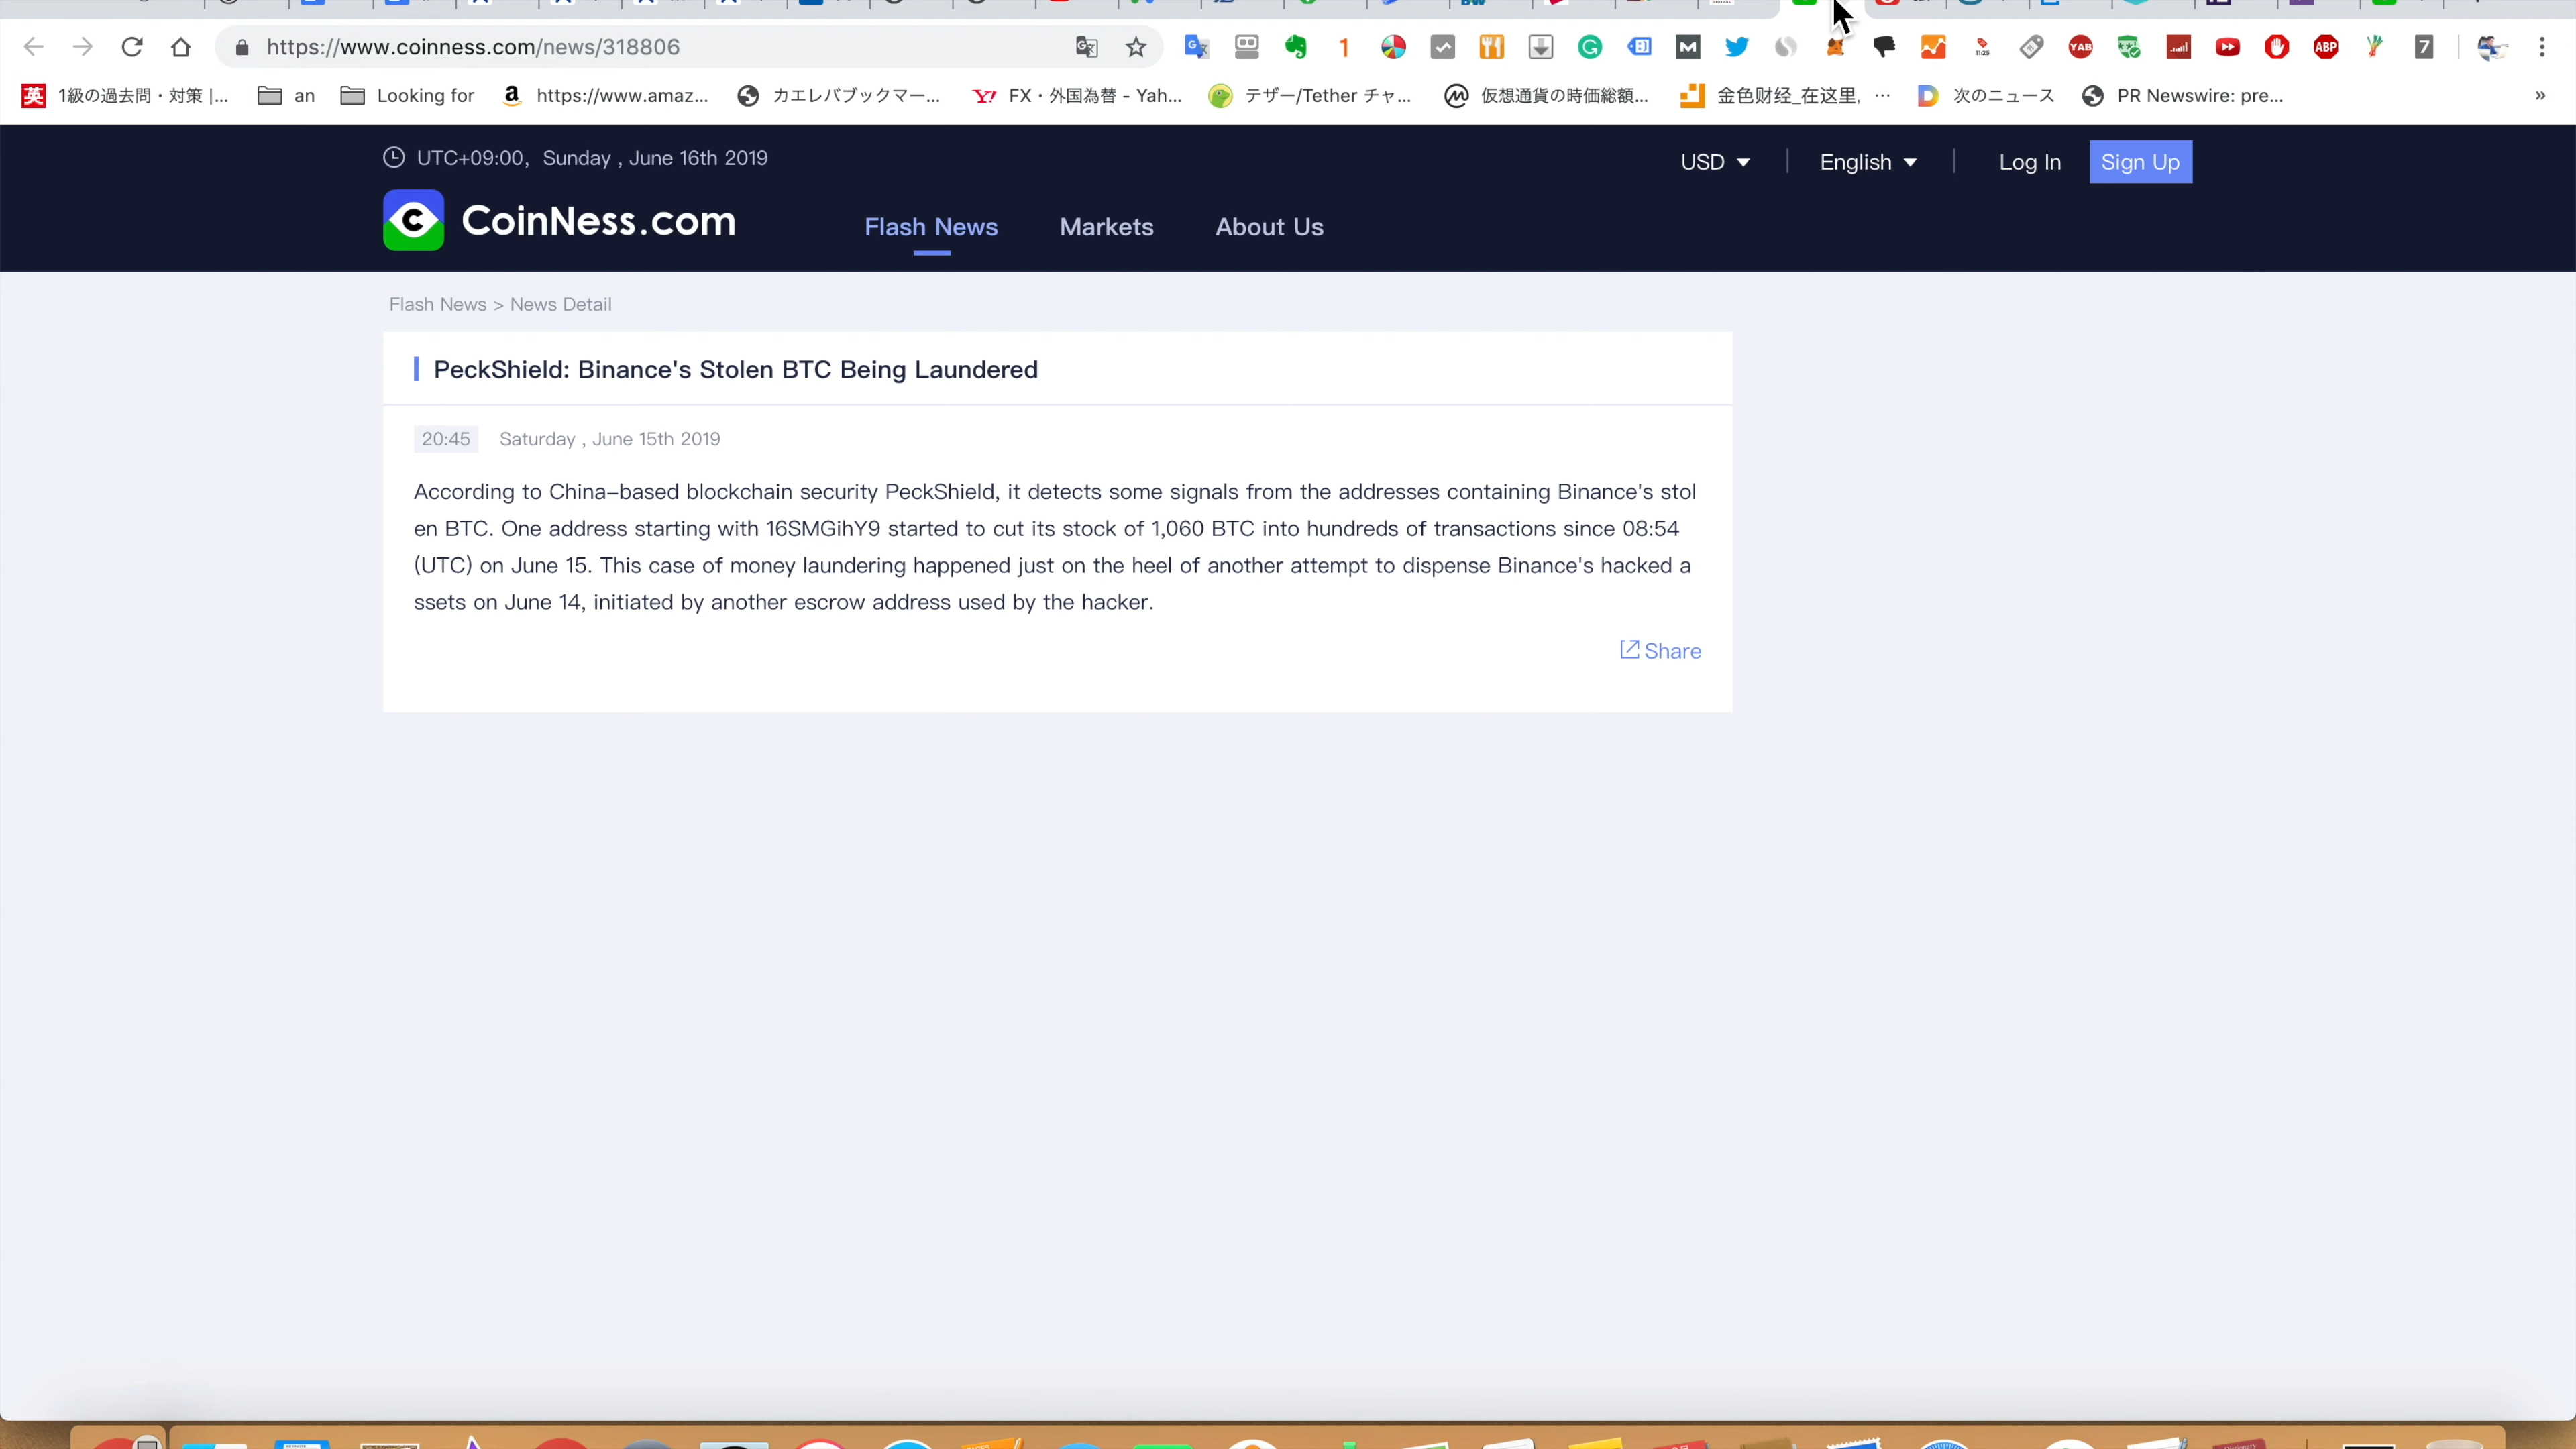 https://www.coinness.com/news/318806
1級の過去問・対策 |...
an
Looking for
https://www.amaz...
カエレバブックマー...
FX・外国為替 - Yah...
テザー/Tether チャ...
仮想通貨の時価総額...
金色财经_在这里, ...
次のニュース
PR Newswire: pre...
»
UTC+09:00, Sunday , June 16th 2019
USD
English
Log In
Sign Up
CoinNess.com
Flash News
Markets
About Us
Flash News > News Detail
PeckShield: Binance's Stolen BTC Being Laundered
20:45 Saturday , June 15th 2019
According to China–based blockchain security PeckShield, it detects some signals from the addresses containing Binance's stol
en BTC. One address starting with 16SMGihY9 started to cut its stock of 1,060 BTC into hundreds of transactions since 08:54
(UTC) on June 15. This case of money laundering happened just on the heel of another attempt to dispense Binance's hacked a
ssets on June 14, initiated by another escrow address used by the hacker.
Share